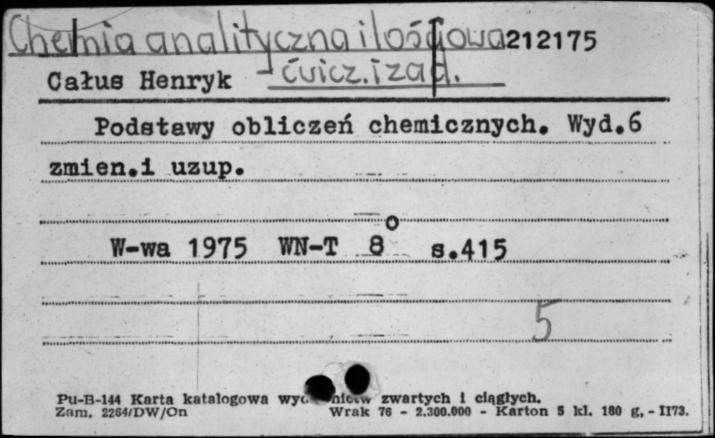 Chemia analityczna ilościowa 212175
- ćwicz. i zad.
Całus Henryk
Podstawy obliczeń chemicznych. Wyd.6
zmien.i uzup.
W-wa 1975 WN-T 8° s.415
5
Pu-B-144 Karta katalogowa zwartych i ciągłych.
Zam. 2264/DW/On Wrak 76 - 2.300.000 - Karton 5 kl. 180 g. - I173.